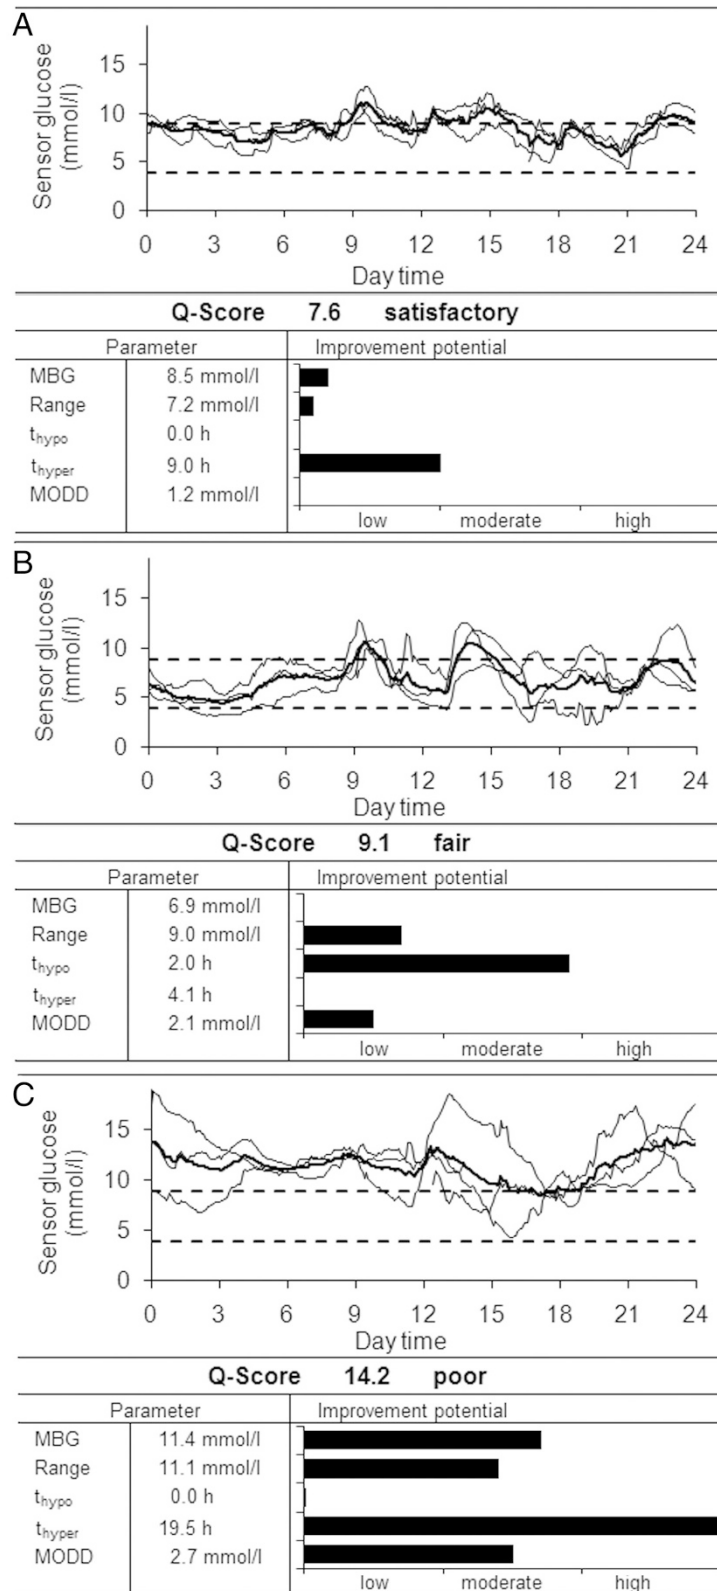 A
Sensor glucose
(mmol/l)
15
10
5
0
0 3 6 9 12 15 18 21 24
Day time
Q-Score 7.6 satisfactory
Parameter Improvement potential
MBG 8.5 mmol/l
Range 7.2 mmol/l
thypo 0.0 h
thyper 9.0 h
MODD 1.2 mmol/l
low moderate high
B
Sensor glucose
(mmol/l)
15
10
5
0
0 3 6 9 12 15 18 21 24
Day time
Q-Score 9.1 fair
Parameter Improvement potential
MBG 6.9 mmol/l
Range 9.0 mmol/l
thypo 2.0 h
thyper 4.1 h
MODD 2.1 mmol/l
low moderate high
C
Sensor glucose
(mmol/l)
15
10
5
0
0 3 6 9 12 15 18 21 24
Day time
Q-Score 14.2 poor
Parameter Improvement potential
MBG 11.4 mmol/l
Range 11.1 mmol/l
thypo 0.0 h
thyper 19.5 h
MODD 2.7 mmol/l
low moderate high